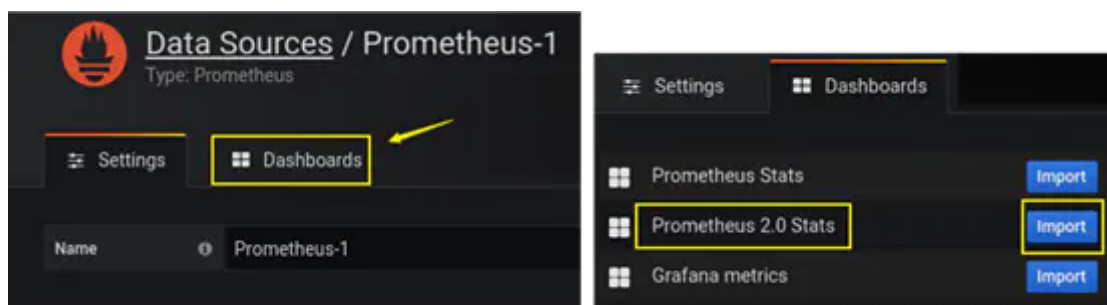 Data Sources / Prometheus-1
Type: Prometheus
Settings
Dashboards
Name
Prometheus-1
Settings
Dashboards
Prometheus Stats
Import
Prometheus 2.0 Stats
Import
Grafana metrics
Import